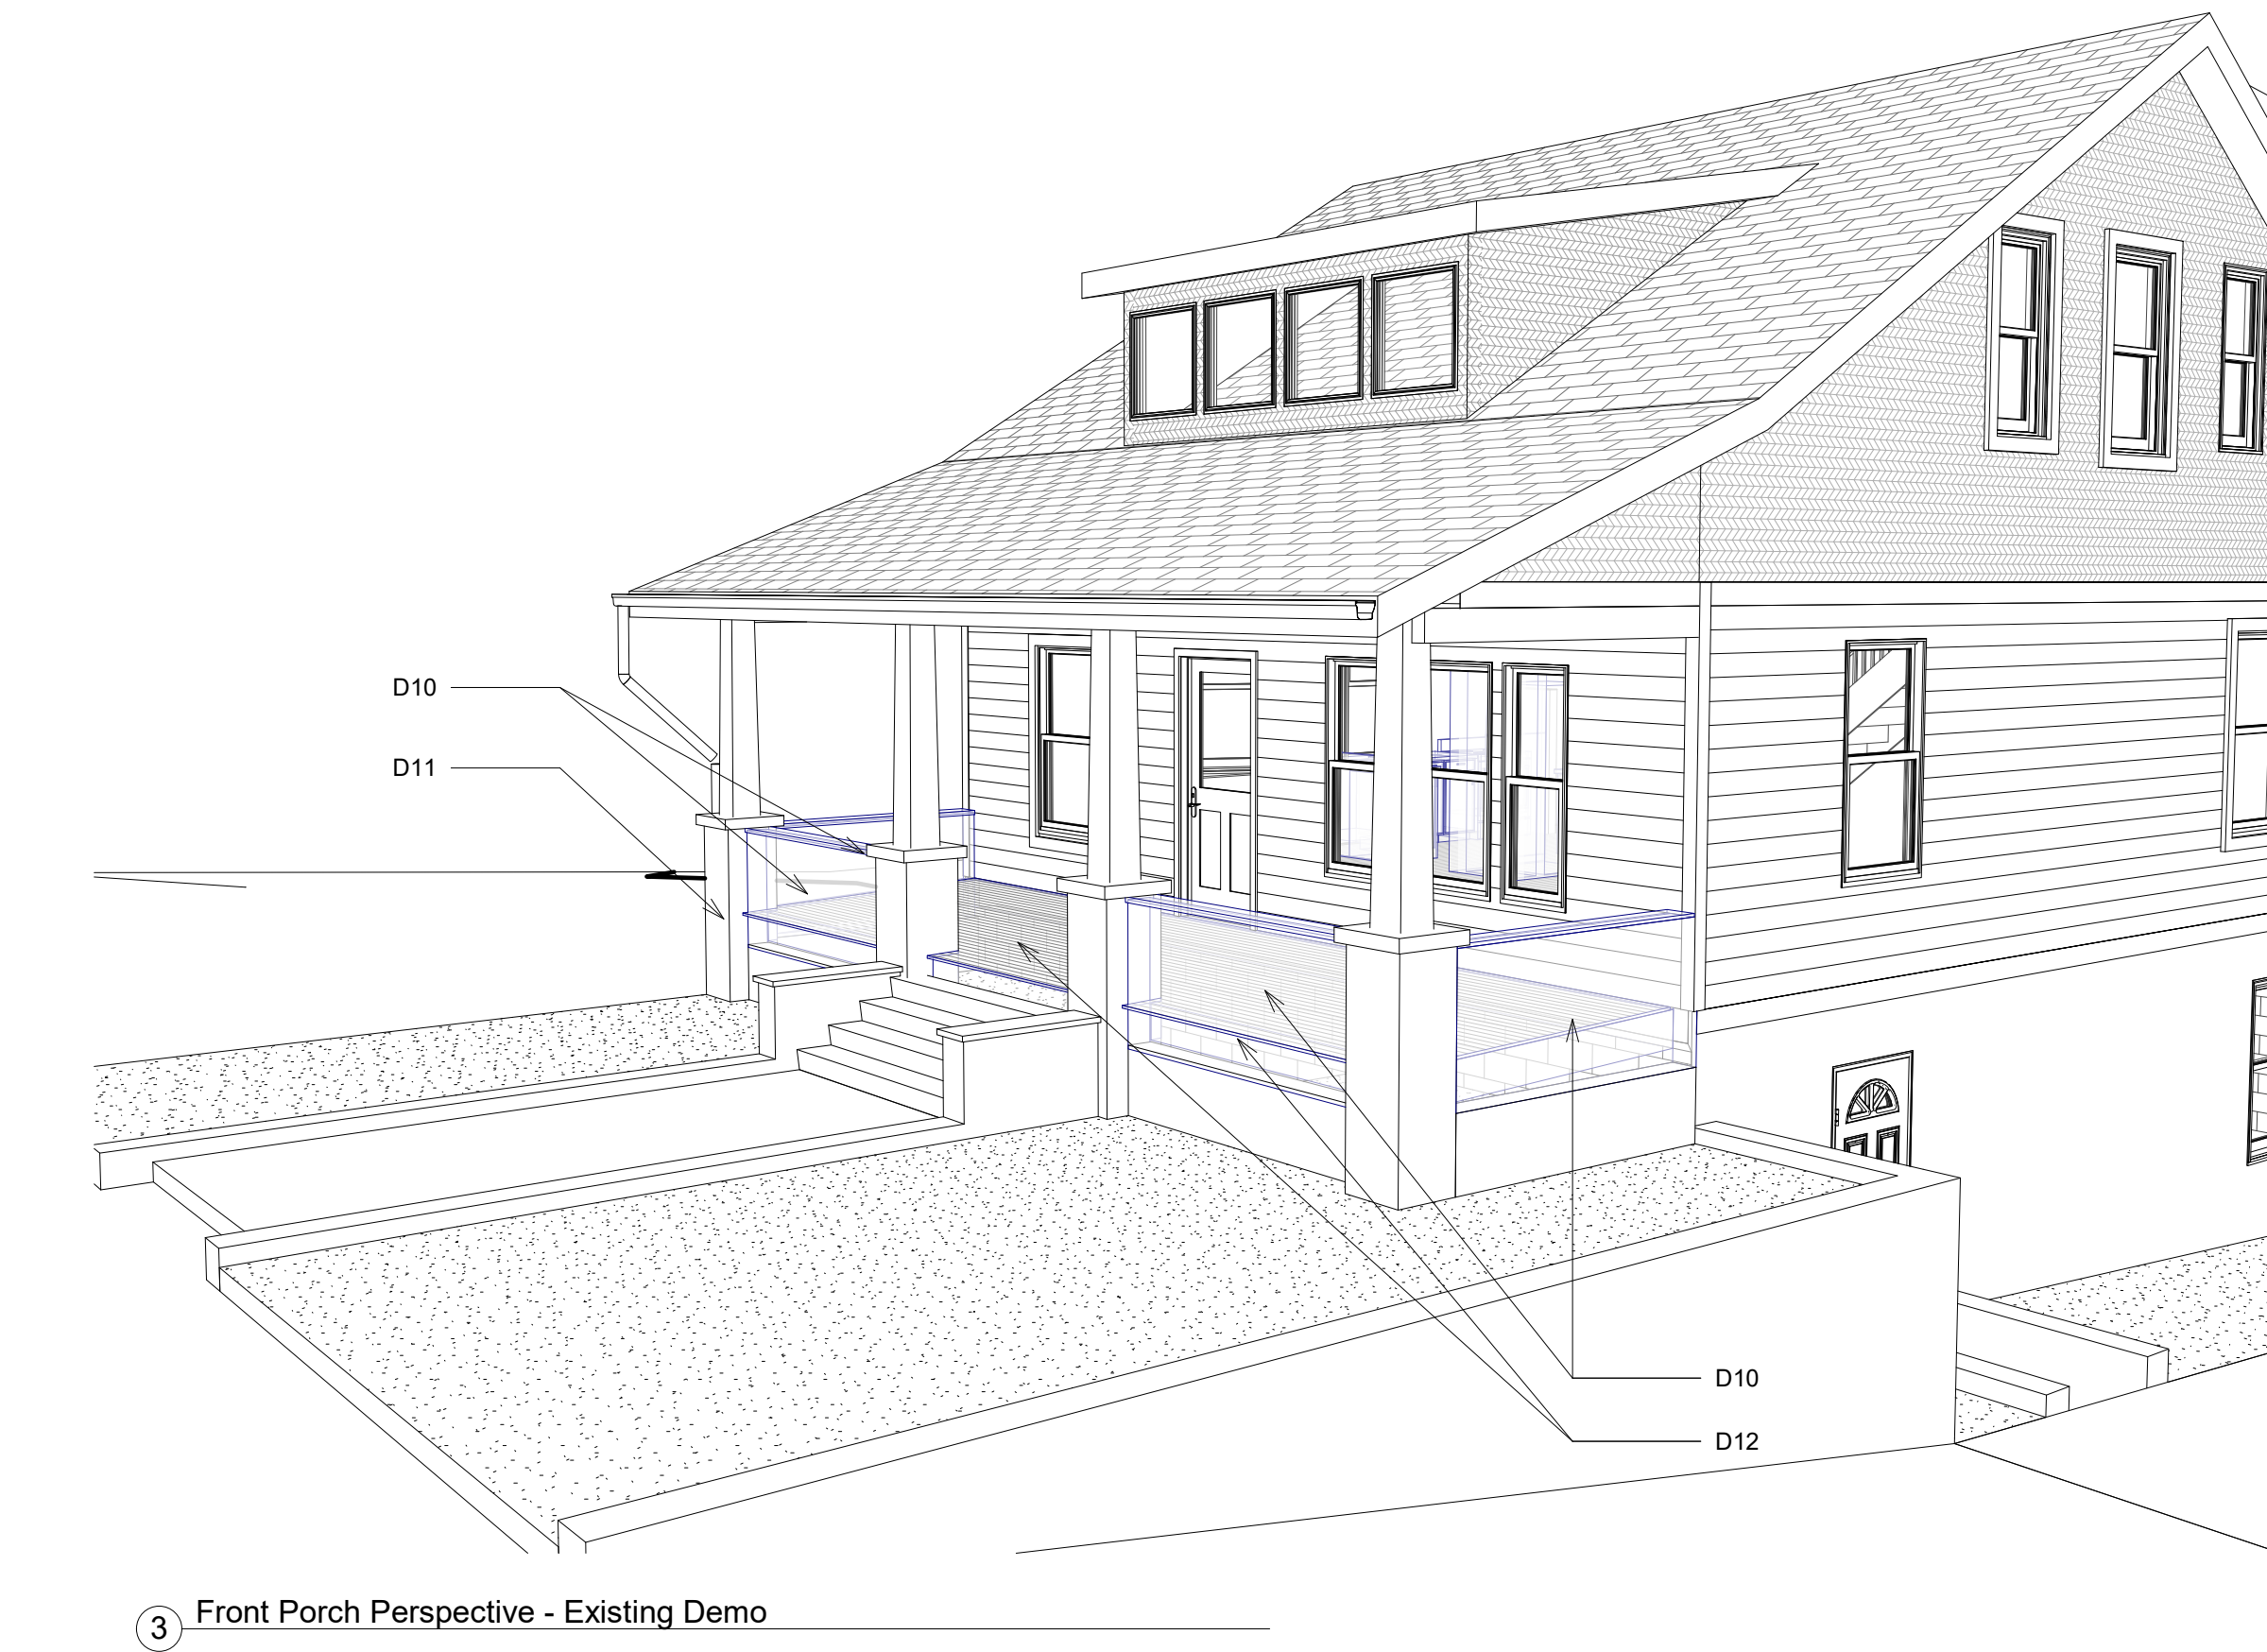 D10
D11
D10
D12
3 Front Porch Perspective - Existing Demo